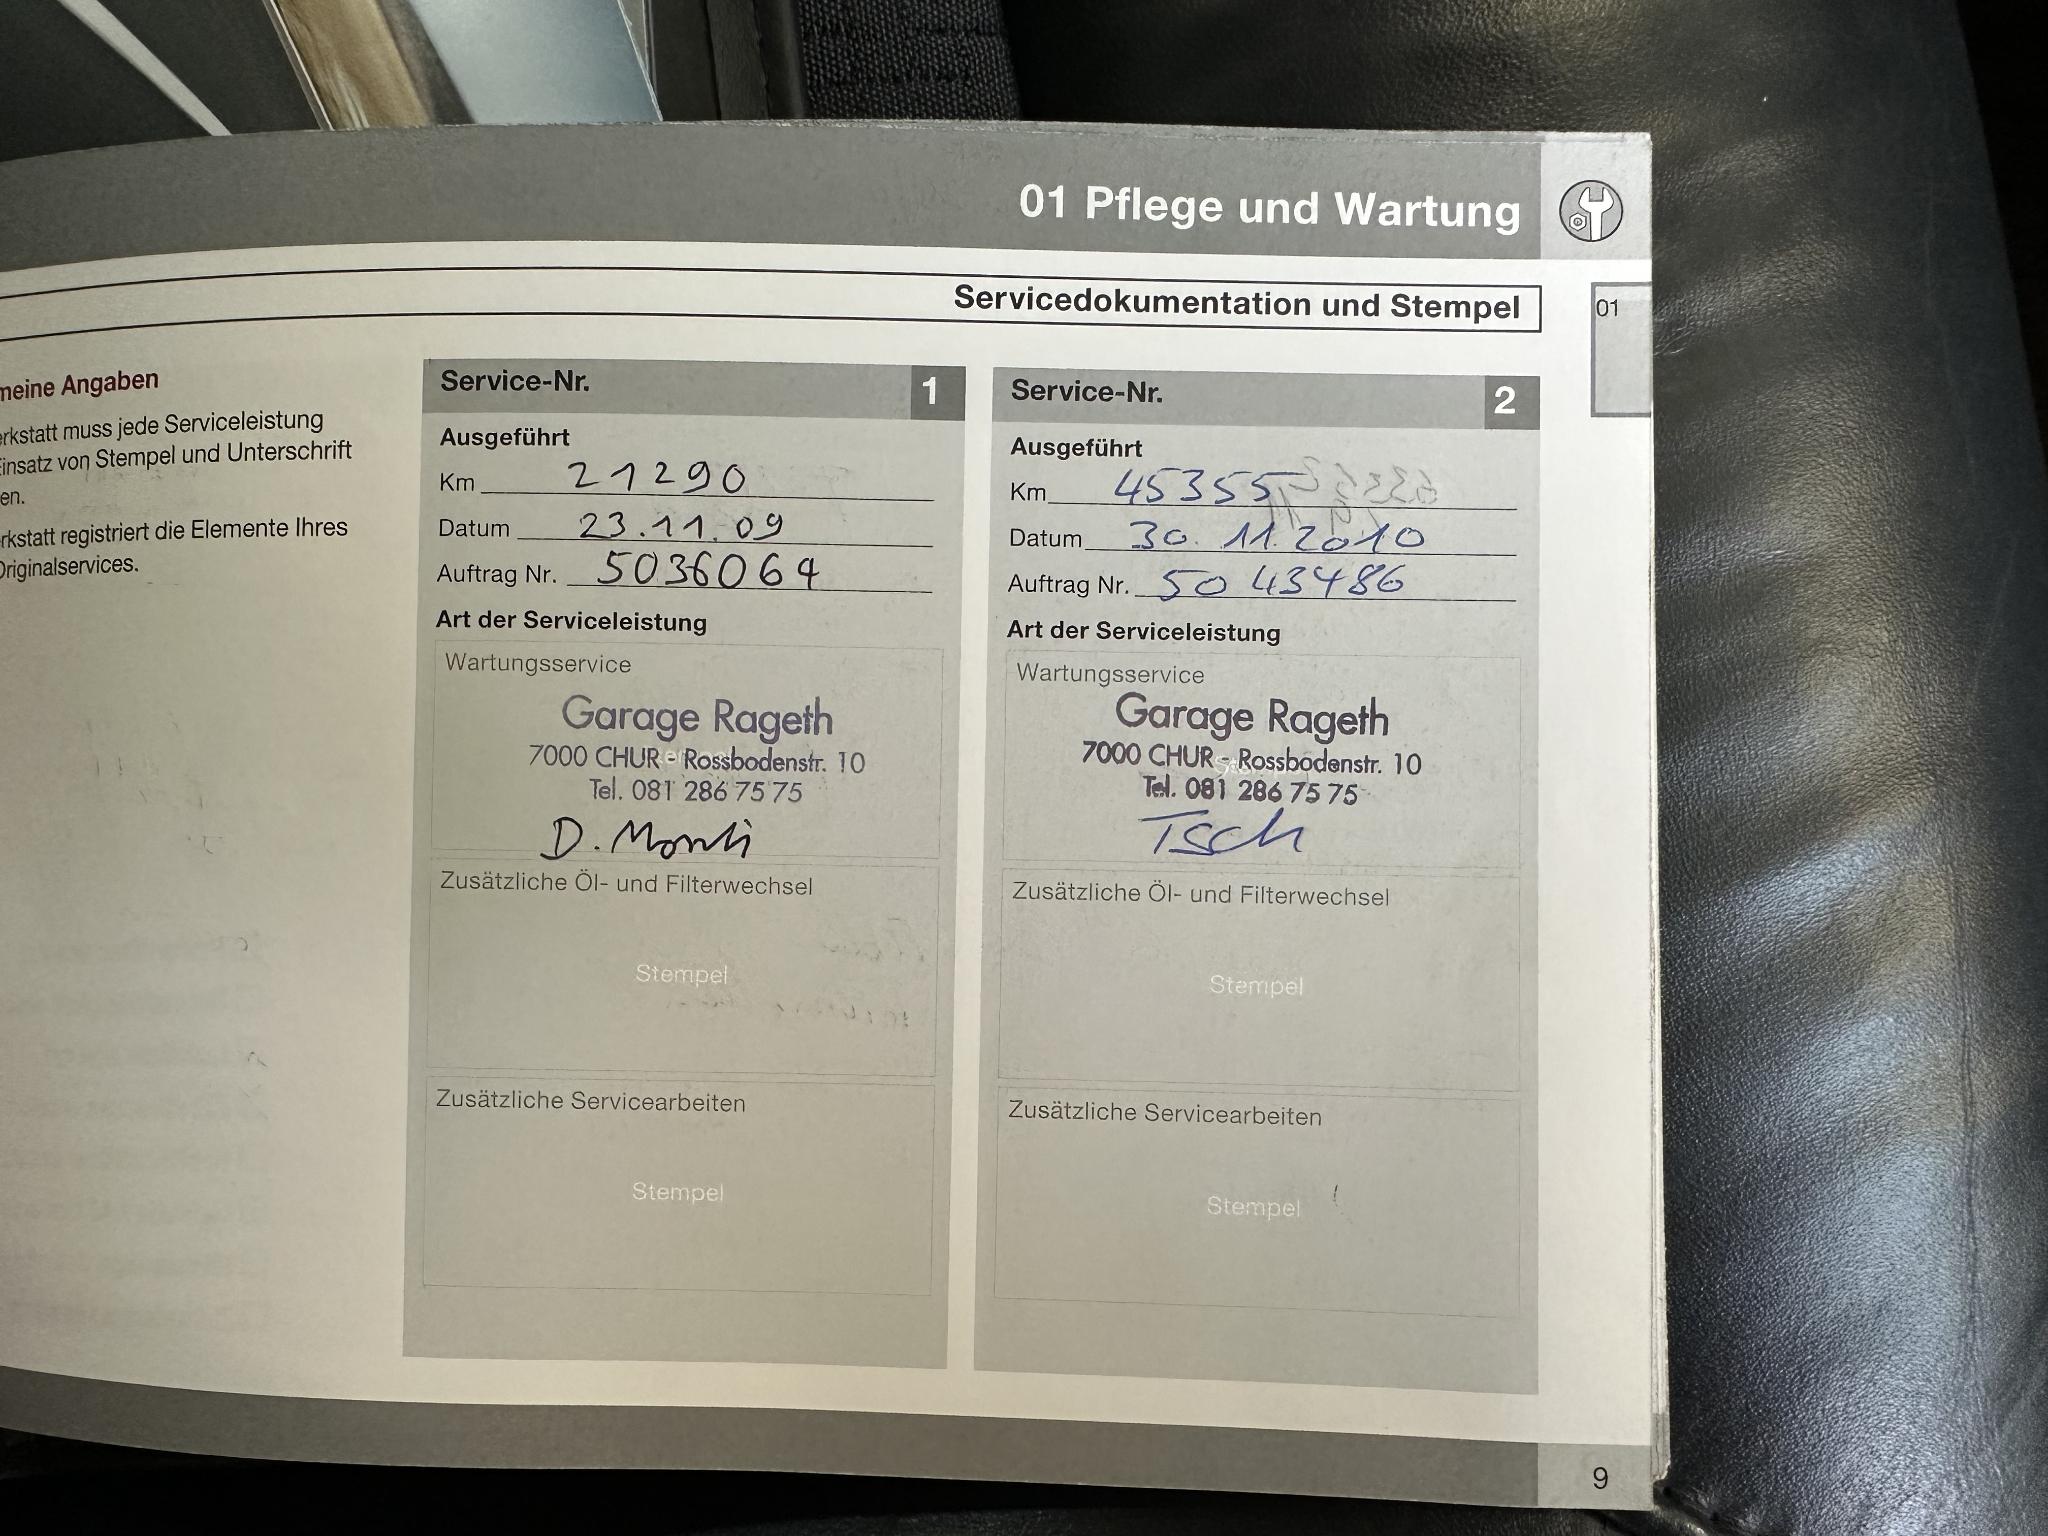 01 Pflege und Wartung
Servicedokumentation und Stempel
01
meine Angaben
erkstatt muss jede Serviceleistung
Einsatz von Stempel und Unterschrift
en.
erkstatt registriert die Elemente Ihres
Originalservices.
Service-Nr. 1
Ausgeführt
Km 21290
Datum 23.11.09
Auftrag Nr. 5036064
Art der Serviceleistung
Wartungsservice
Garage Rageth
7000 CHUR - Rossbodenstr. 10
Tel. 081 286 75 75
Zusätzliche Öl- und Filterwechsel
Stempel
Zusätzliche Servicearbeiten
Stempel
Service-Nr. 2
Ausgeführt
Km 45355
Datum 30.11.2010
Auftrag Nr. 5043486
Art der Serviceleistung
Wartungsservice
Garage Rageth
7000 CHUR - Rossbodenstr. 10
Tel. 081 286 75 75
Tsch
Zusätzliche Öl- und Filterwechsel
Stempel
Zusätzliche Servicearbeiten
Stempel
9